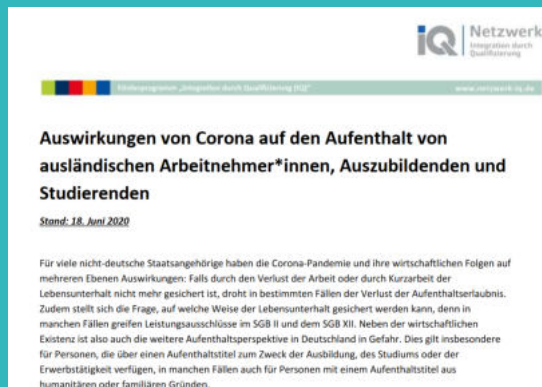 iQ Netzwerk
Integration durch
Qualifizierung
Förderprogramm „Integration durch Qualifizierung (IQ)“ www.netzwerk-iq.de
Auswirkungen von Corona auf den Aufenthalt von
ausländischen Arbeitnehmer*innen, Auszubildenden und
Studierenden
Stand: 18. Juni 2020
Für viele nicht-deutsche Staatsangehörige haben die Corona-Pandemie und ihre wirtschaftlichen Folgen auf
mehreren Ebenen Auswirkungen: Falls durch den Verlust der Arbeit oder durch Kurzarbeit der
Lebensunterhalt nicht mehr gesichert ist, droht in bestimmten Fällen der Verlust der Aufenthaltserlaubnis.
Zudem stellt sich die Frage, auf welche Weise der Lebensunterhalt gesichert werden kann, denn in
manchen Fällen greifen Leistungsausschlüsse im SGB II und dem SGB XII. Neben der wirtschaftlichen
Existenz ist also auch die weitere Aufenthaltsperspektive in Deutschland in Gefahr. Dies gilt insbesondere
für Personen, die über einen Aufenthaltstitel zum Zweck der Ausbildung, des Studiums oder der
Erwerbstätigkeit verfügen, in manchen Fällen auch für Personen mit einem Aufenthaltstitel aus
humanitären oder familiären Gründen.